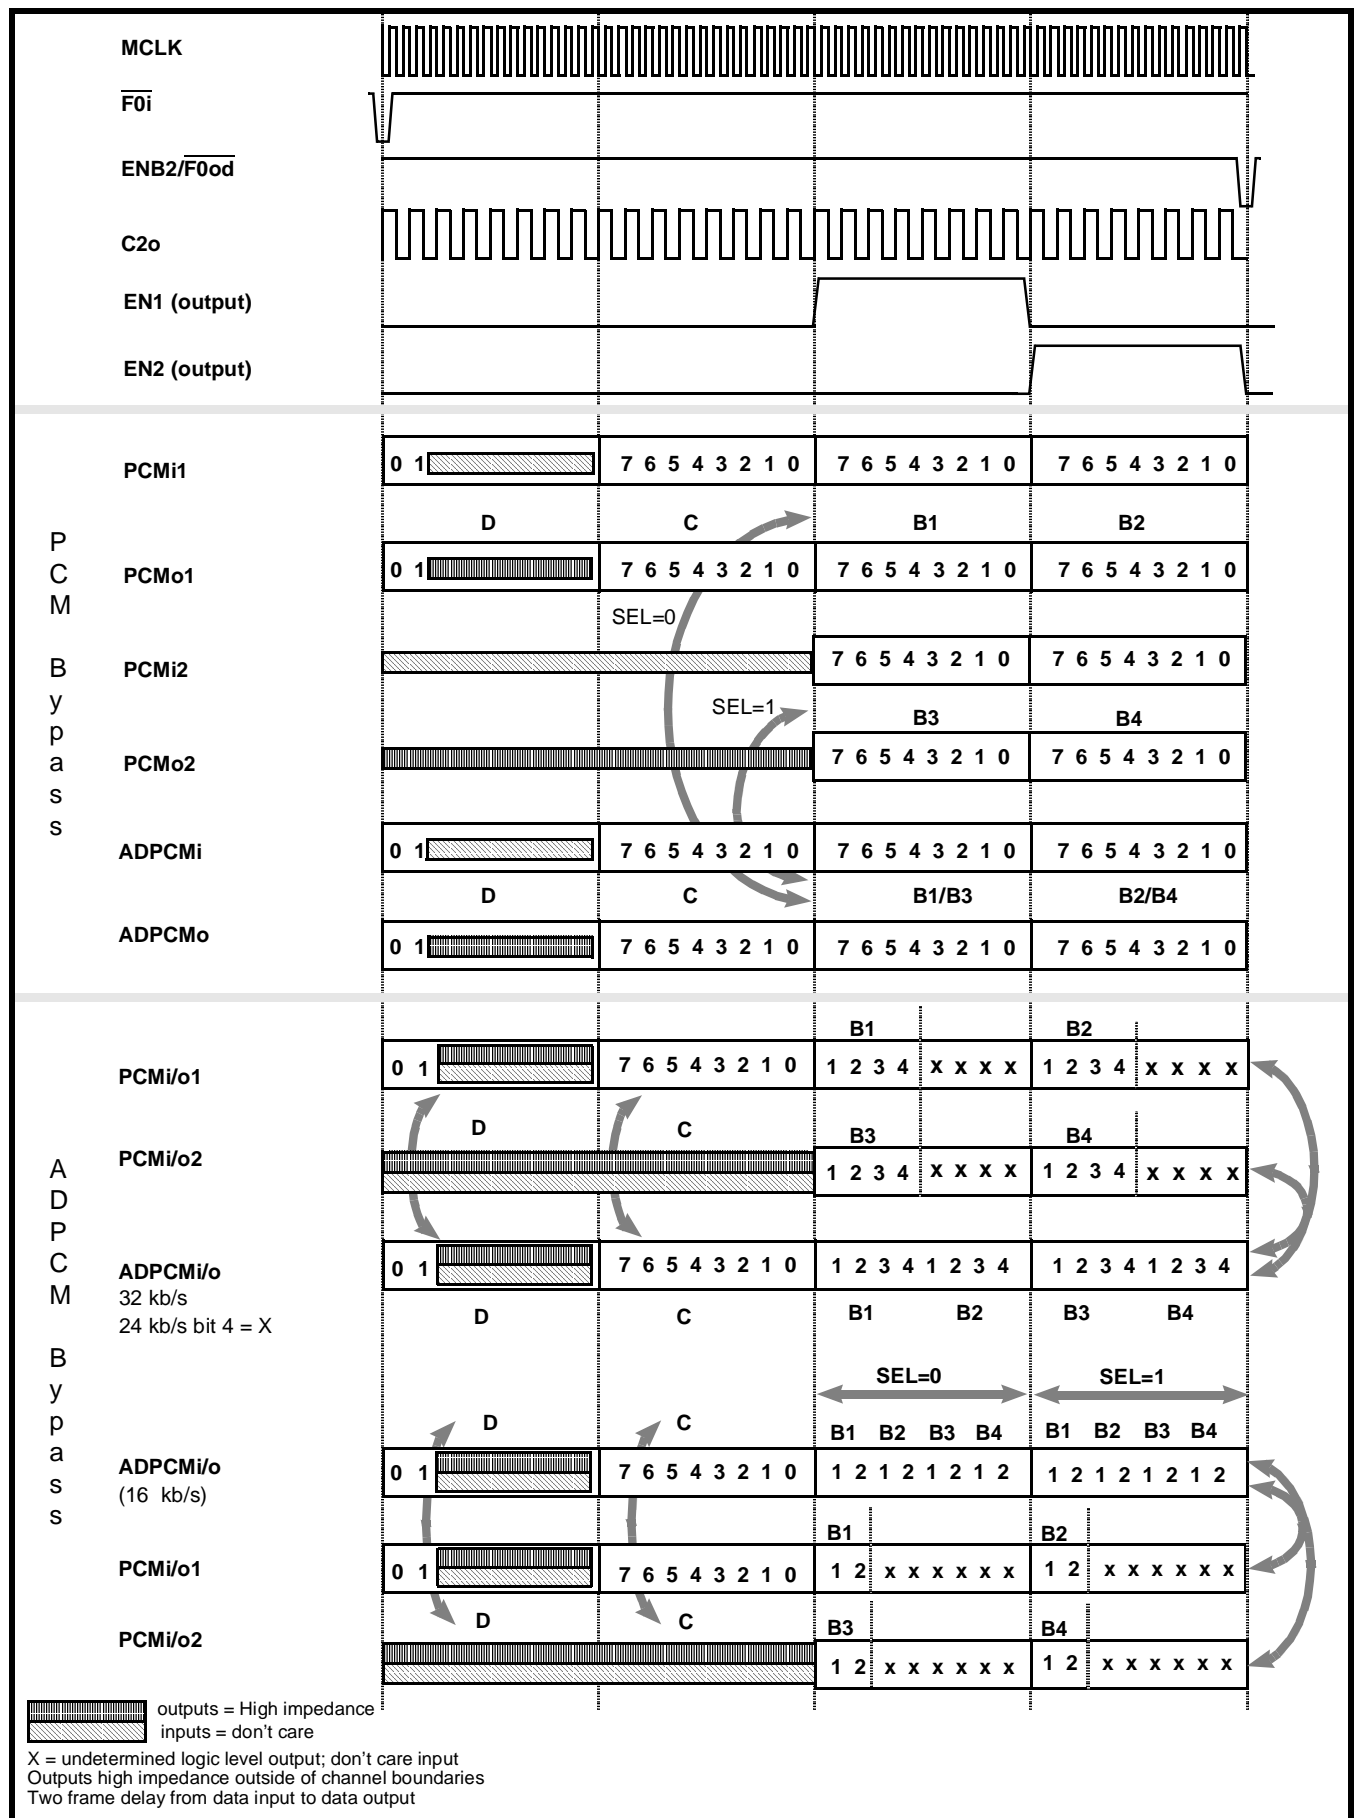 MCLK
F0i
ENB2/F0od
C2o
EN1 (output)
EN2 (output)
PCM Bypass
PCMi1
0 1 7 6 5 4 3 2 1 0 7 6 5 4 3 2 1 0 7 6 5 4 3 2 1 0
D C B1 B2
PCMo1
0 1 7 6 5 4 3 2 1 0 7 6 5 4 3 2 1 0 7 6 5 4 3 2 1 0
SEL=0
PCMi2
7 6 5 4 3 2 1 0 7 6 5 4 3 2 1 0
SEL=1
B3 B4
PCMo2
7 6 5 4 3 2 1 0 7 6 5 4 3 2 1 0
ADPCMi
0 1 7 6 5 4 3 2 1 0 7 6 5 4 3 2 1 0 7 6 5 4 3 2 1 0
D C B1/B3 B2/B4
ADPCMo
0 1 7 6 5 4 3 2 1 0 7 6 5 4 3 2 1 0 7 6 5 4 3 2 1 0
ADPCM Bypass
B1 B2
PCMi/o1
0 1 7 6 5 4 3 2 1 0 1 2 3 4 x x x x 1 2 3 4 x x x x
D C B3 B4
PCMi/o2
1 2 3 4 x x x x 1 2 3 4 x x x x
ADPCMi/o
0 1 7 6 5 4 3 2 1 0 1 2 3 4 1 2 3 4 1 2 3 4 1 2 3 4
32 kb/s
24 kb/s bit 4 = X
D C B1 B2 B3 B4
SEL=0 SEL=1
D C B1 B2 B3 B4 B1 B2 B3 B4
ADPCMi/o
(16 kb/s)
0 1 7 6 5 4 3 2 1 0 1 2 1 2 1 2 1 2 1 2 1 2 1 2 1 2
B1 B2
PCMi/o1
0 1 7 6 5 4 3 2 1 0 1 2 x x x x x x 1 2 x x x x x x
D C B3 B4
PCMi/o2
1 2 x x x x x x 1 2 x x x x x x
outputs = High impedance
inputs = don't care
X = undetermined logic level output; don't care input
Outputs high impedance outside of channel boundaries
Two frame delay from data input to data output